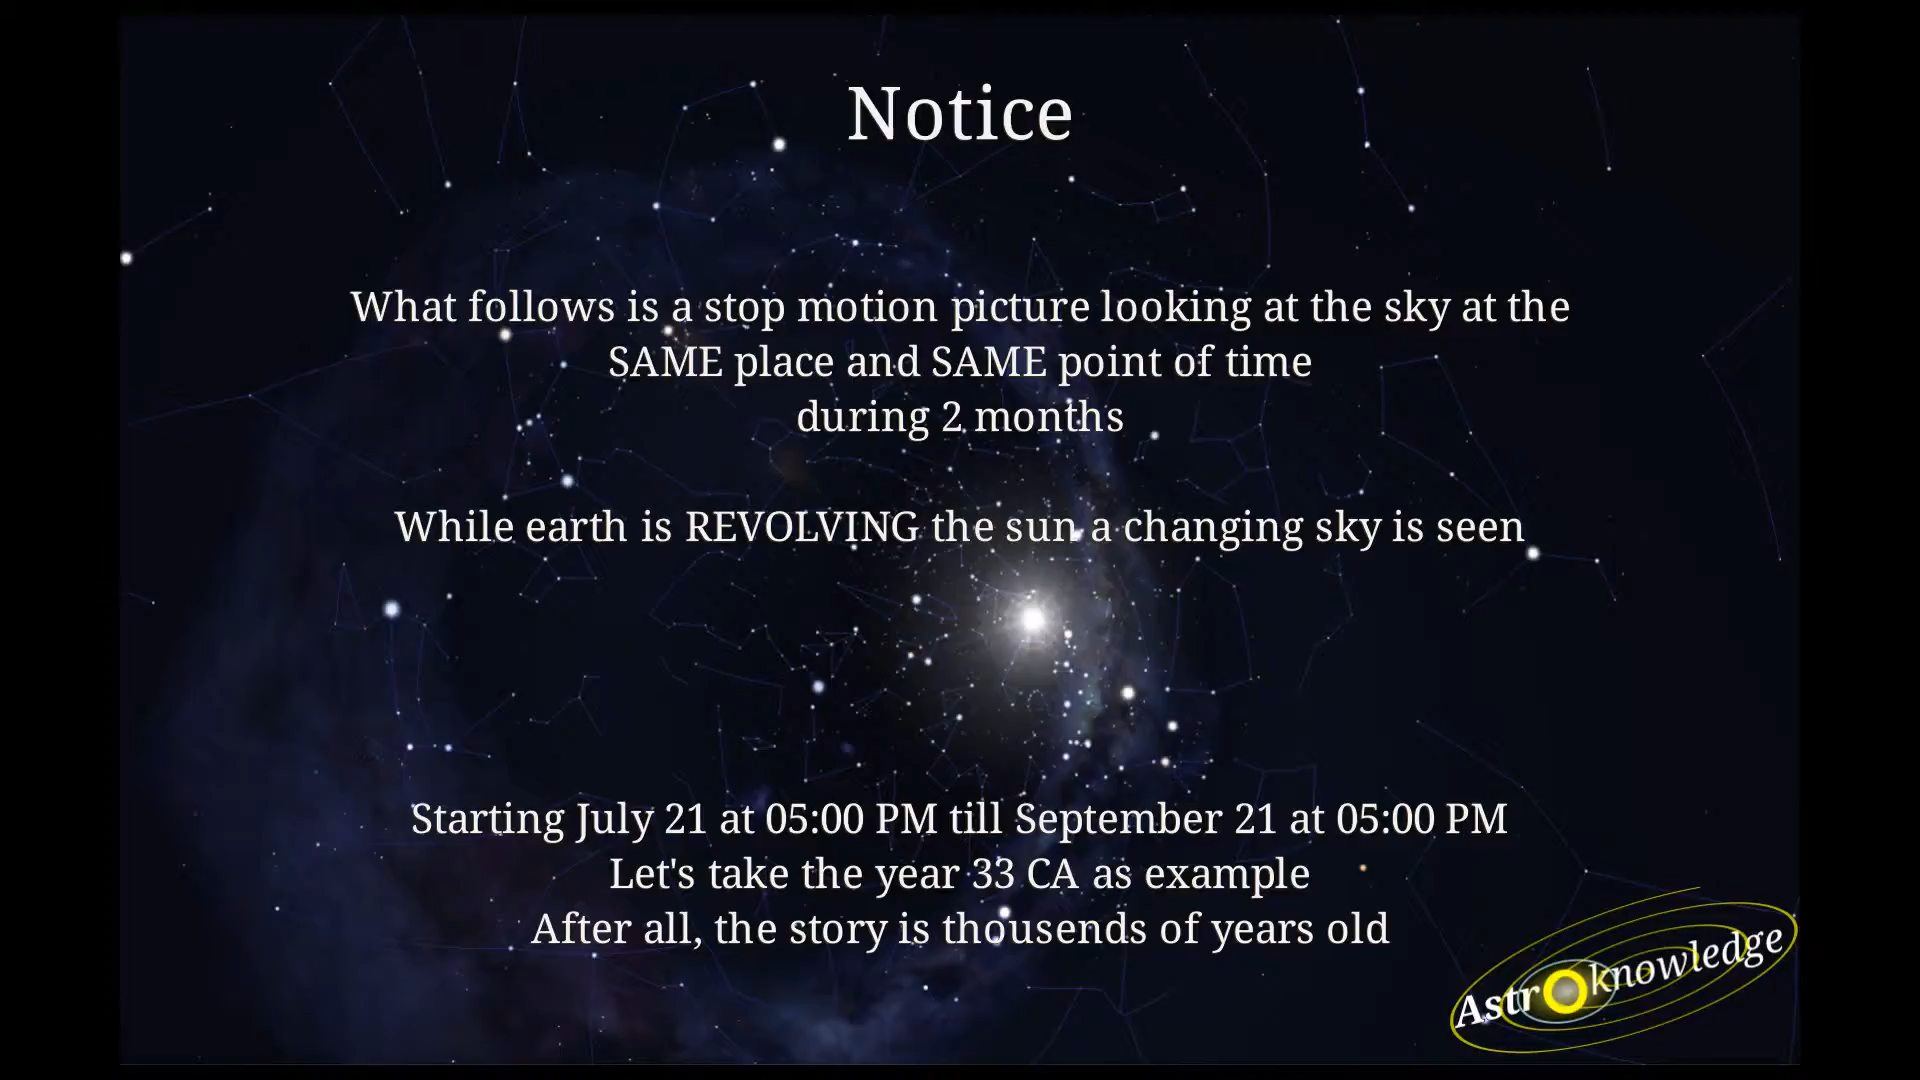 Notice
What follows is a stop motion picture looking at the sky at the
SAME place and SAME point of time
during 2 months
While earth is REVOLVING the sun a changing sky is seen
Starting July 21 at 05:00 PM till September 21 at 05:00 PM
Let's take the year 33 CA as example
After all, the story is thousends of years old
Astroknowledge